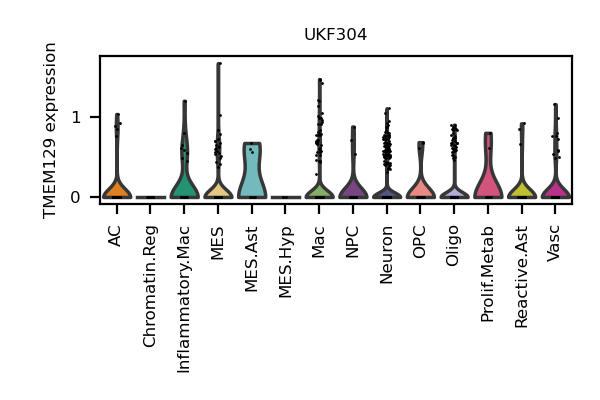 UKF304
TMEM129 expression
1
0
AC
Chromatin.Reg
Inflammatory.Mac
MES
MES.Ast
MES.Hyp
Mac
NPC
Neuron
OPC
Oligo
Prolif.Metab
Reactive.Ast
Vasc